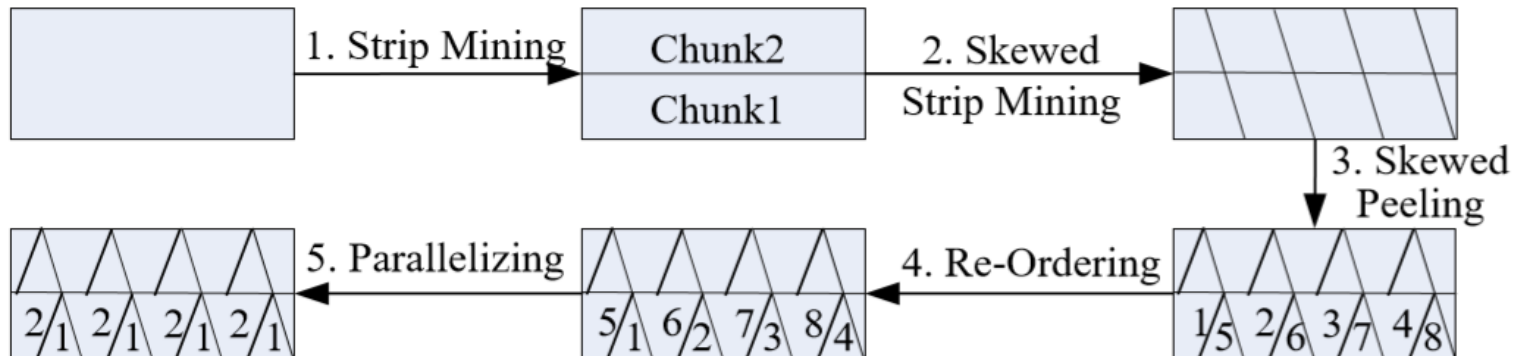 1. Strip Mining
Chunk2
Chunk1
2. Skewed
Strip Mining
3. Skewed
Peeling
1/5 2/6 3/7 4/8
4. Re-Ordering
5/1 6/2 7/3 8/4
5. Parallelizing
2/1 2/1 2/1 2/1